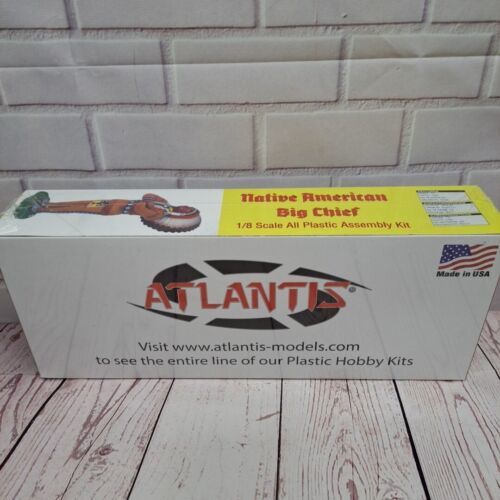 Native American
Big Chief
1/8 Scale All Plastic Assembly Kit
Made in USA
ATLANTIS®
Visit www.atlantis-models.com
to see the entire line of our Plastic Hobby Kits